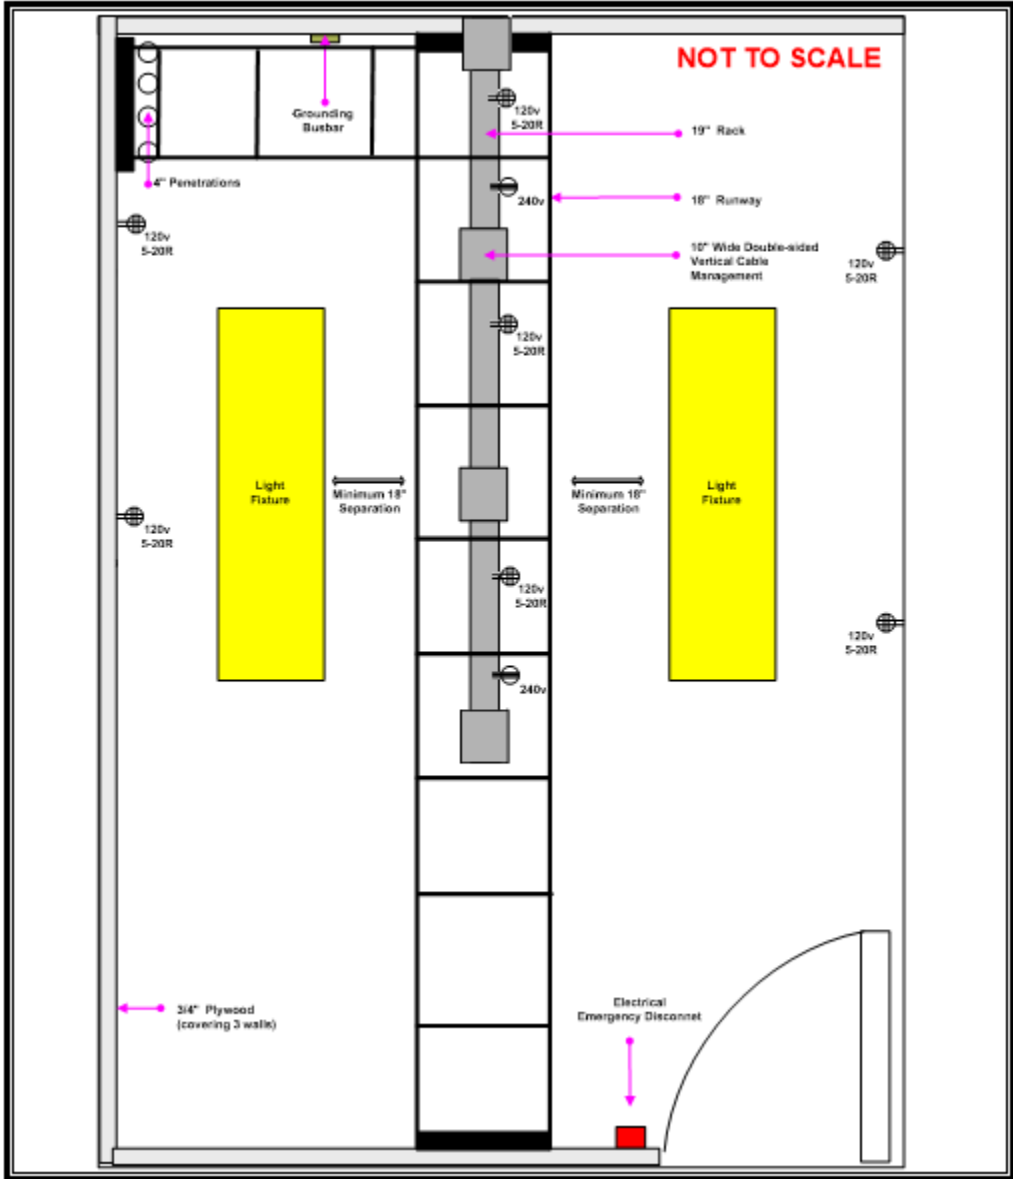 NOT TO SCALE
120v
5-20R
Grounding
Busbar
19" Rack
4" Penetrations
240v
18" Runway
120v
5-20R
10" Wide Double-sided
Vertical Cable
Management
120v
5-20R
120v
5-20R
Light
Fixture
Minimum 18"
Separation
Minimum 18"
Separation
Light
Fixture
120v
5-20R
120v
5-20R
120v
5-20R
240v
3/4" Plywood
(covering 3 walls)
Electrical
Emergency Disconnet